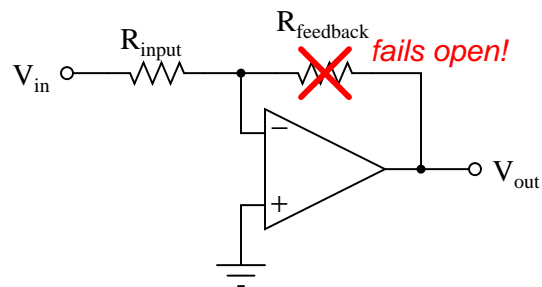 R_feedback
R_input
fails open!
V_in
−
+
V_out